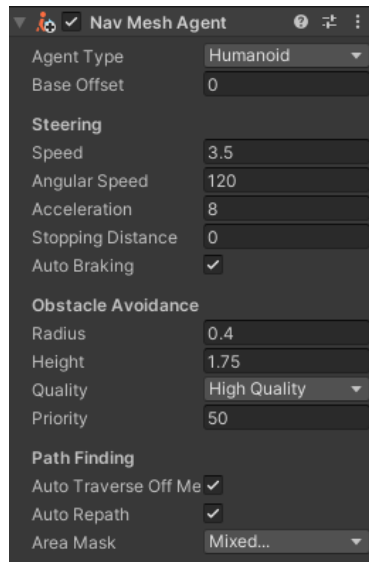 Nav Mesh Agent
Agent Type Humanoid
Base Offset 0
Steering
Speed 3.5
Angular Speed 120
Acceleration 8
Stopping Distance 0
Auto Braking
Obstacle Avoidance
Radius 0.4
Height 1.75
Quality High Quality
Priority 50
Path Finding
Auto Traverse Off Me
Auto Repath
Area Mask Mixed...